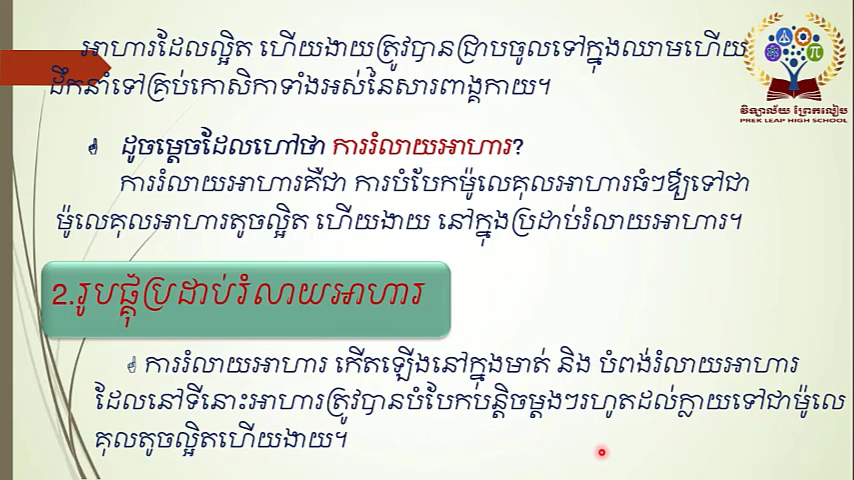 អាហារដែលល្អិត ហើយងាយត្រូវបានជ្រាបចូលទៅក្នុងឈាមហើយ
ដឹកនាំទៅគ្រប់កោសិកាទាំងអស់នៃសារពាង្គកាយ។
វិទ្យាល័យ ព្រែកលៀប
PREK LEAP HIGH SCHOOL
ដូចម្ដេចដែលហៅថា ការរំលាយអាហារ?
ការរំលាយអាហារគឺជា ការបំបែកម៉ូលេគុលអាហារធំៗឱ្យទៅជា
ម៉ូលេគុលអាហារតូចល្អិត ហើយងាយ នៅក្នុងប្រដាប់រំលាយអាហារ។
2.រូបផ្គុំប្រដាប់រំលាយអាហារ
ការរំលាយអាហារ កើតឡើងនៅក្នុងមាត់ និង បំពង់រំលាយអាហារ
ដែលនៅទីនោះអាហារត្រូវបានបំបែកបន្តិចម្ដងៗរហូតដល់ក្លាយទៅជាម៉ូលេ
គុលតូចល្អិតហើយងាយ។